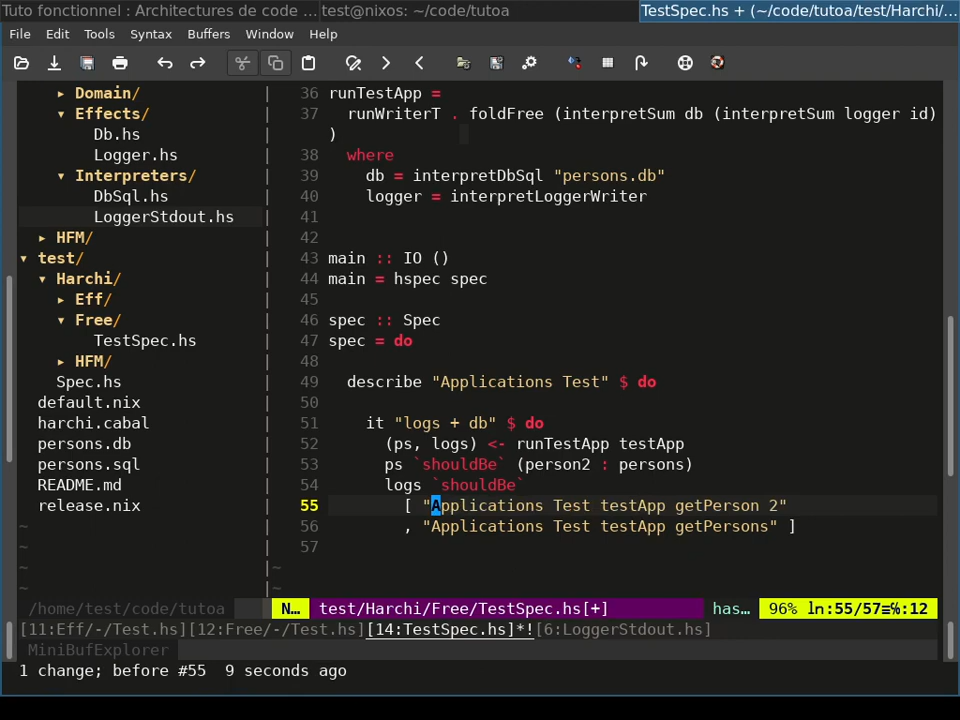 Tuto fonctionnel : Architectures de code ...
test@nixos: ~/code/tutoa
TestSpec.hs + (~/code/tutoa/test/Harchi/...
File Edit Tools Syntax Buffers Window Help
▸ Domain/
▾ Effects/
Db.hs
Logger.hs
▾ Interpreters/
DbSql.hs
LoggerStdout.hs
▸ HFM/
▾ test/
▾ Harchi/
▸ Eff/
▾ Free/
TestSpec.hs
▸ HFM/
Spec.hs
default.nix
harchi.cabal
persons.db
persons.sql
README.md
release.nix
~
~
~
~
/home/test/code/tutoa
36 runTestApp =
37   runWriterT . foldFree (interpretSum db (interpretSum logger id)
)
38   where
39     db = interpretDbSql "persons.db"
40     logger = interpretLoggerWriter
41
42
43 main :: IO ()
44 main = hspec spec
45
46 spec :: Spec
47 spec = do
48
49   describe "Applications Test" $ do
50
51     it "logs + db" $ do
52       (ps, logs) <- runTestApp testApp
53       ps `shouldBe` (person2 : persons)
54       logs `shouldBe`
55         [ "Applications Test testApp getPerson 2"
56         , "Applications Test testApp getPersons" ]
57
~
~
N… test/Harchi/Free/TestSpec.hs[+] has… 96% ln:55/57≡℅:12
[11:Eff/-/Test.hs][12:Free/-/Test.hs][14:TestSpec.hs]*![6:LoggerStdout.hs]
MiniBufExplorer
1 change; before #55  9 seconds ago